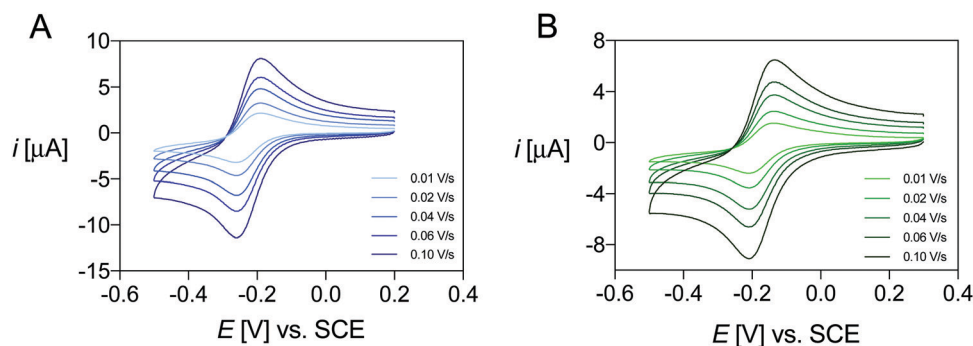 A
10
5
0
-5
-10
-15
i [μA]
-0.6
-0.4
-0.2
0.0
0.2
0.4
E [V] vs. SCE
0.01 V/s
0.02 V/s
0.04 V/s
0.06 V/s
0.10 V/s
B
8
4
0
-4
-8
i [μA]
-0.6
-0.4
-0.2
0.0
0.2
0.4
E [V] vs. SCE
0.01 V/s
0.02 V/s
0.04 V/s
0.06 V/s
0.10 V/s